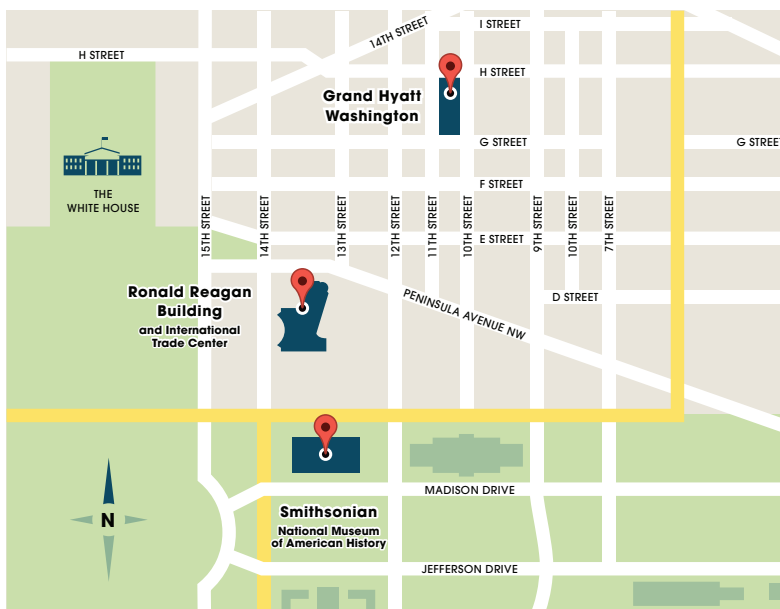 14TH STREET
I STREET
H STREET
H STREET
Grand Hyatt
Washington
G STREET
G STREE
THE
WHITE HOUSE
F STREET
15TH STREET
14TH STREET
13TH STREET
12TH STREET
11TH STREET
10TH STREET
9TH STREET
10TH STREET
7TH STREET
E STREET
Ronald Reagan
Building
and International
Trade Center
PENINSULA AVENUE NW
D STREET
Smithsonian
National Museum
of American History
MADISON DRIVE
N
JEFFERSON DRIVE